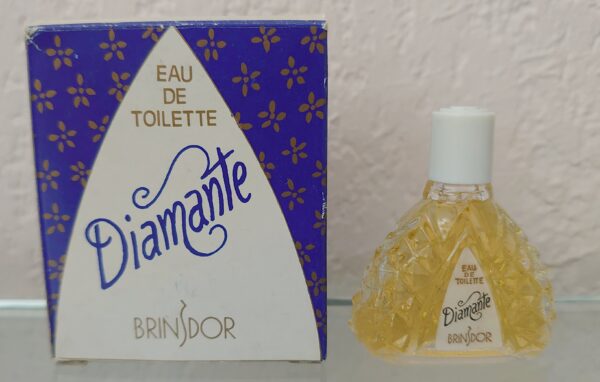 EAU
DE
TOILETTE
Diamante
BRINSDOR
EAU
DE
TOILETTE
Diamante
BRINSDOR